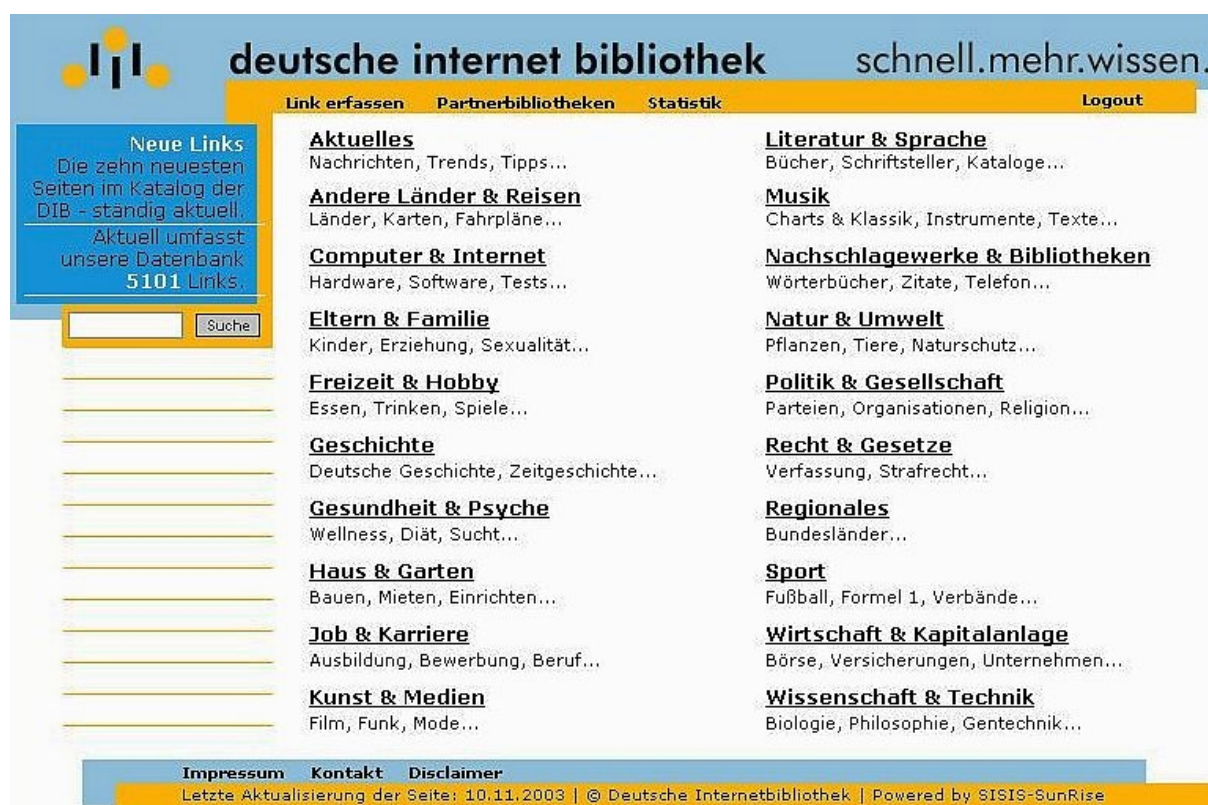 deutsche internet bibliothek schnell.mehr.wissen.
Link erfassen Partnerbibliotheken Statistik Logout
Neue Links
Die zehn neuesten
Seiten im Katalog der
DIB - ständig aktuell.
Aktuell umfasst
unsere Datenbank
5101 Links.
Suche
Aktuelles
Nachrichten, Trends, Tipps...
Andere Länder & Reisen
Länder, Karten, Fahrpläne...
Computer & Internet
Hardware, Software, Tests...
Eltern & Familie
Kinder, Erziehung, Sexualität...
Freizeit & Hobby
Essen, Trinken, Spiele...
Geschichte
Deutsche Geschichte, Zeitgeschichte...
Gesundheit & Psyche
Wellness, Diät, Sucht...
Haus & Garten
Bauen, Mieten, Einrichten...
Job & Karriere
Ausbildung, Bewerbung, Beruf...
Kunst & Medien
Film, Funk, Mode...
Literatur & Sprache
Bücher, Schriftsteller, Kataloge...
Musik
Charts & Klassik, Instrumente, Texte...
Nachschlagewerke & Bibliotheken
Wörterbücher, Zitate, Telefon...
Natur & Umwelt
Pflanzen, Tiere, Naturschutz...
Politik & Gesellschaft
Parteien, Organisationen, Religion...
Recht & Gesetze
Verfassung, Strafrecht...
Regionales
Bundesländer...
Sport
Fußball, Formel 1, Verbände...
Wirtschaft & Kapitalanlage
Börse, Versicherungen, Unternehmen...
Wissenschaft & Technik
Biologie, Philosophie, Gentechnik...
Impressum Kontakt Disclaimer
Letzte Aktualisierung der Seite: 10.11.2003 | © Deutsche Internetbibliothek | Powered by SISIS-SunRise